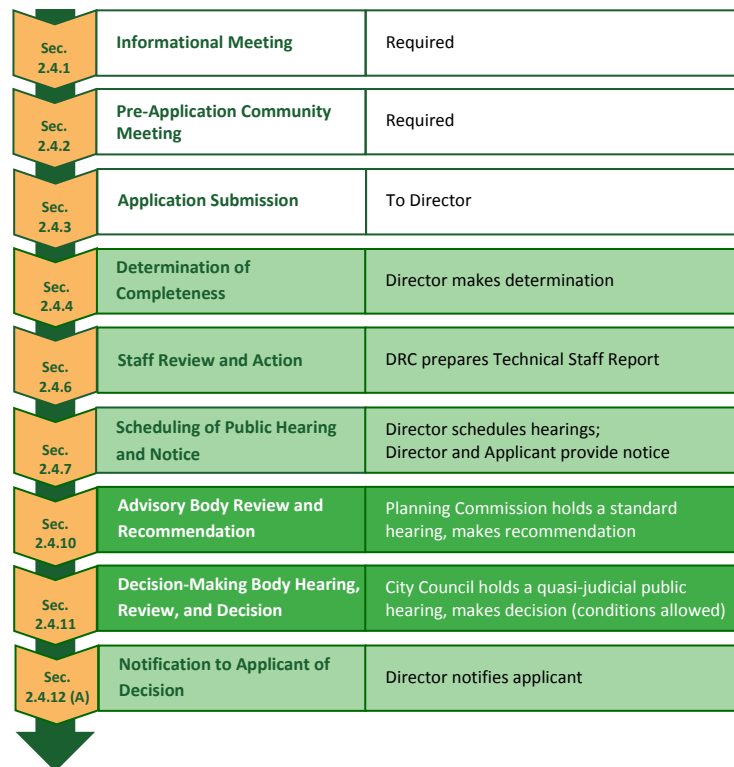 Sec.
2.4.1
Informational Meeting
Required
Sec.
2.4.2
Pre-Application Community
Meeting
Required
Sec.
2.4.3
Application Submission
To Director
Sec.
2.4.4
Determination of
Completeness
Director makes determination
Sec.
2.4.6
Staff Review and Action
DRC prepares Technical Staff Report
Sec.
2.4.7
Scheduling of Public Hearing
and Notice
Director schedules hearings;
Director and Applicant provide notice
Sec.
2.4.10
Advisory Body Review and
Recommendation
Planning Commission holds a standard
hearing, makes recommendation
Sec.
2.4.11
Decision-Making Body Hearing,
Review, and Decision
City Council holds a quasi-judicial public
hearing, makes decision (conditions allowed)
Sec.
2.4.12 (A)
Notification to Applicant of
Decision
Director notifies applicant